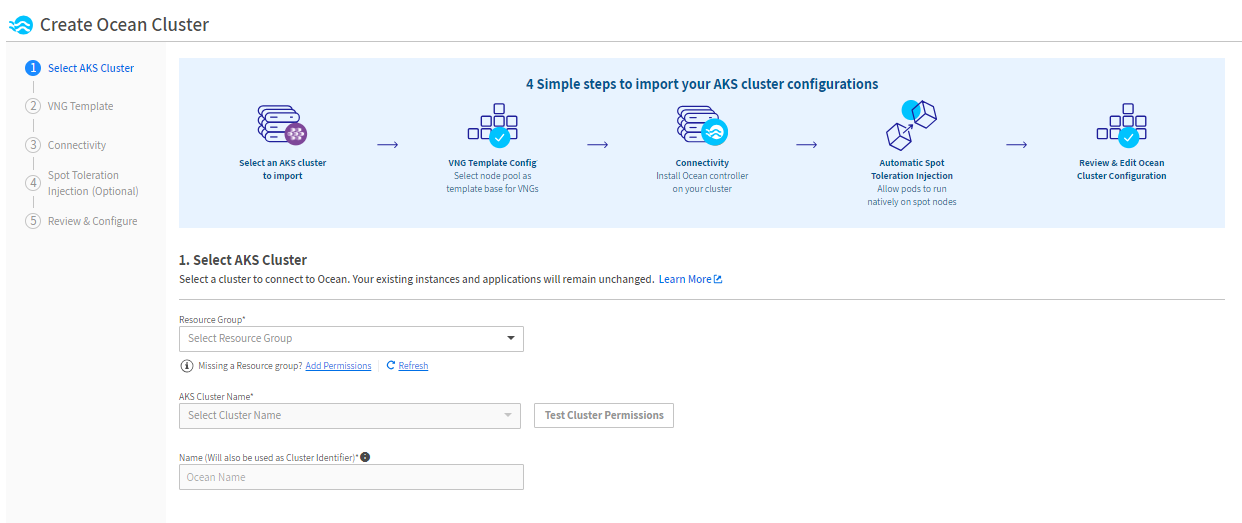 Create Ocean Cluster
1 Select AKS Cluster
2 VNG Template
3 Connectivity
4 Spot Toleration
Injection (Optional)
5 Review & Configure
4 Simple steps to import your AKS cluster configurations
Select an AKS cluster
to import
VNG Template Config
Select node pool as
template base for VNGs
Connectivity
Install Ocean controller
on your cluster
Automatic Spot
Toleration Injection
Allow pods to run
natively on spot nodes
Review & Edit Ocean
Cluster Configuration
1. Select AKS Cluster
Select a cluster to connect to Ocean. Your existing instances and applications will remain unchanged. Learn More
Resource Group*
Select Resource Group
Missing a Resource group? Add Permissions Refresh
AKS Cluster Name*
Select Cluster Name
Test Cluster Permissions
Name (Will also be used as Cluster Identifier)*
Ocean Name